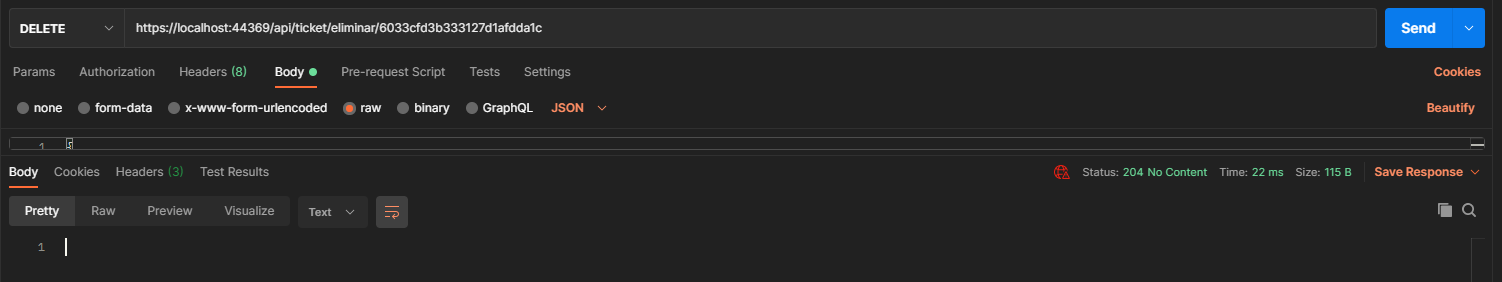 DELETE https://localhost:44369/api/ticket/eliminar/6033cfd3b333127d1afdda1c Send
Params Authorization Headers (8) Body Pre-request Script Tests Settings Cookies
none form-data x-www-form-urlencoded raw binary GraphQL JSON Beautify
1 {
Body Cookies Headers (3) Test Results Status: 204 No Content Time: 22 ms Size: 115 B Save Response
Pretty Raw Preview Visualize Text
1